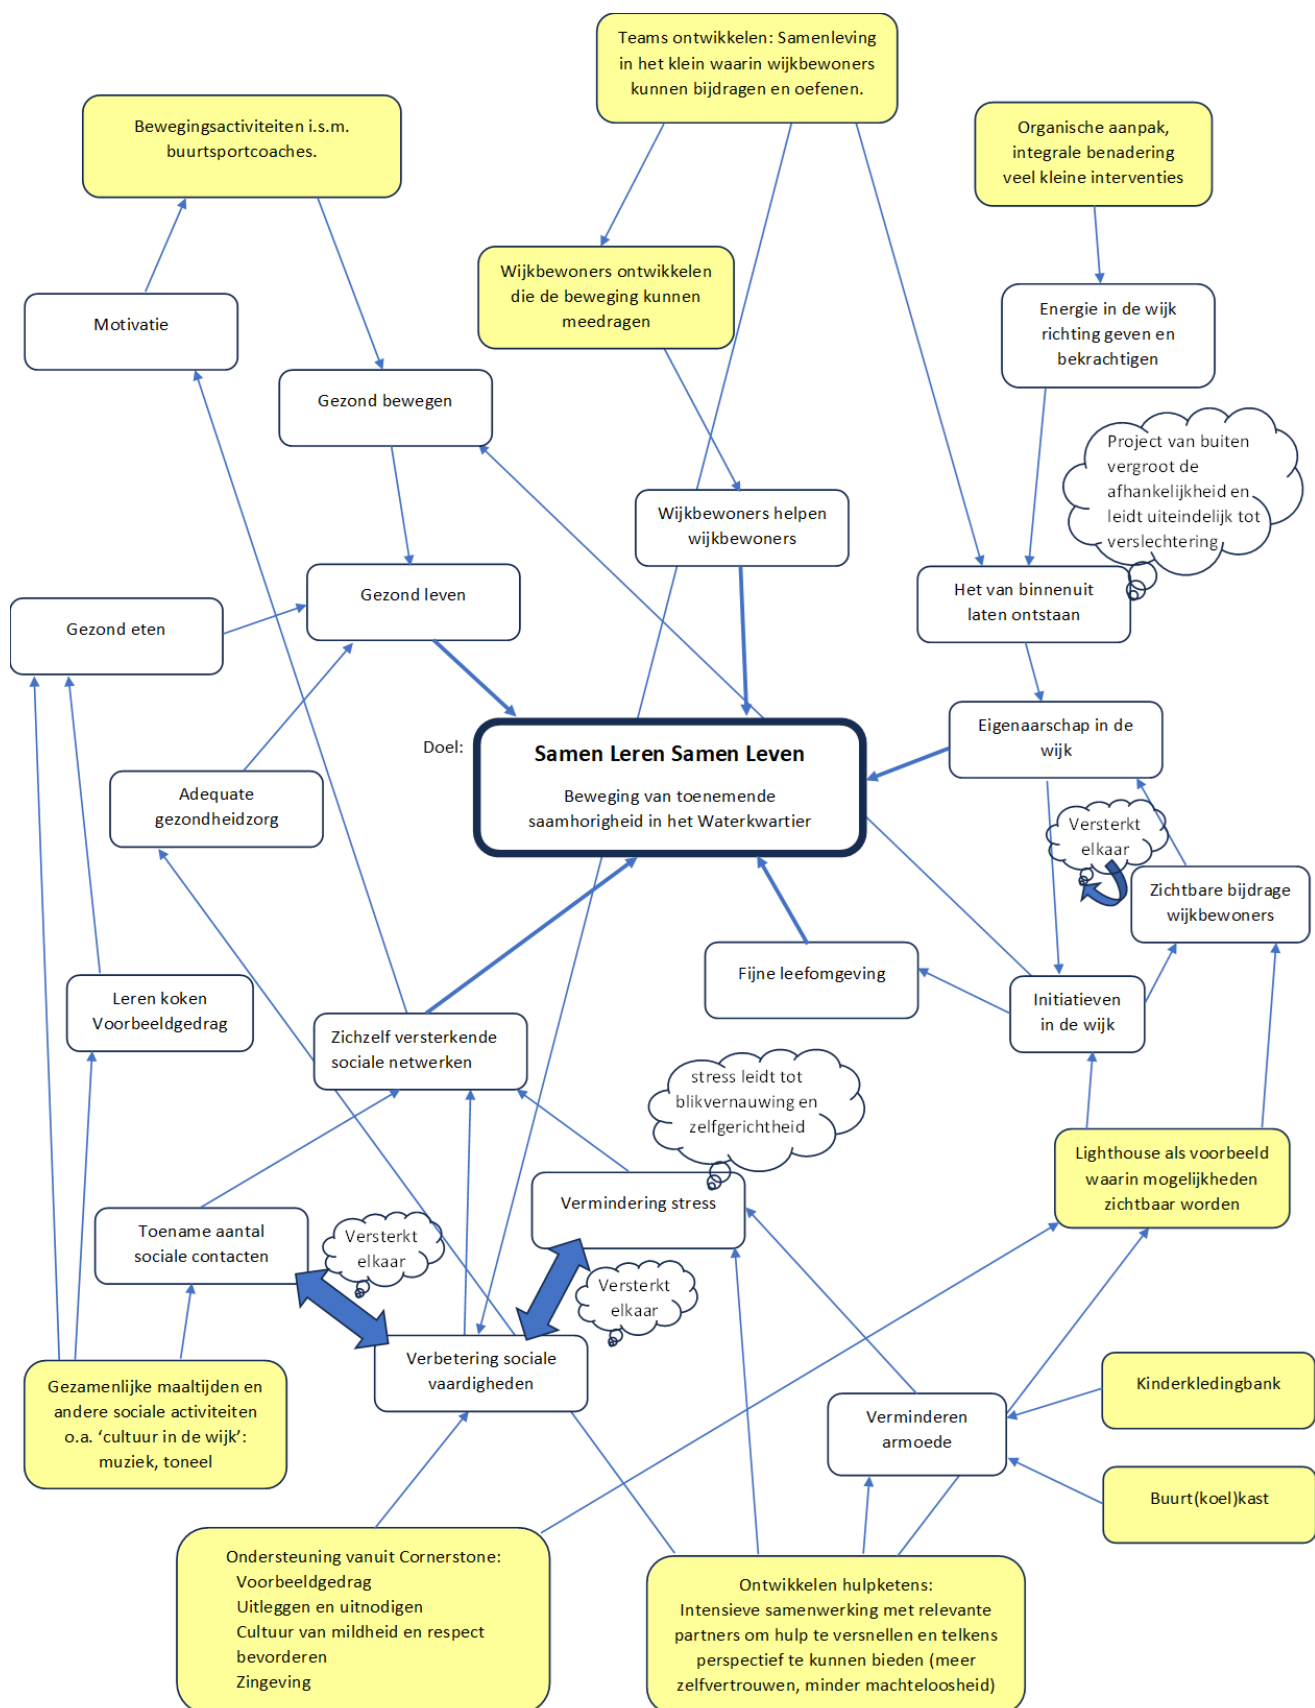 Teams ontwikkelen: Samenleving
in het klein waarin wijkbewoners
kunnen bijdragen en oefenen.
Bewegingsactiviteiten i.s.m.
buurtsportcoaches.
Organische aanpak,
integrale benadering
veel kleine interventies
Wijkbewoners ontwikkelen
die de beweging kunnen
meedragen
Motivatie
Energie in de wijk
richting geven en
bekrachtigen
Gezond bewegen
Project van buiten
vergroot de
afhankelijkheid en
leidt uiteindelijk tot
verslechtering
Wijkbewoners helpen
wijkbewoners
Gezond leven
Het van binnenuit
laten ontstaan
Gezond eten
Eigenaarschap in de
wijk
Doel:
Samen Leren Samen Leven
Beweging van toenemende
saamhorigheid in het Waterkwartier
Adequate
gezondheidzorg
Versterkt
elkaar
Zichtbare bijdrage
wijkbewoners
Fijne leefomgeving
Leren koken
Voorbeeldgedrag
Initiatieven
in de wijk
Zichzelf versterkende
sociale netwerken
stress leidt tot
blikvernauwing en
zelfgerichtheid
Lighthouse als voorbeeld
waarin mogelijkheden
zichtbaar worden
Vermindering stress
Toename aantal
sociale contacten
Versterkt
elkaar
Versterkt
elkaar
Verbetering sociale
vaardigheden
Gezamenlijke maaltijden en
andere sociale activiteiten
o.a. ‘cultuur in de wijk’:
muziek, toneel
Kinderkledingbank
Verminderen
armoede
Buurt(koel)kast
Ondersteuning vanuit Cornerstone:
Voorbeeldgedrag
Uitleggen en uitnodigen
Cultuur van mildheid en respect
bevorderen
Zingeving
Ontwikkelen hulpketens:
Intensieve samenwerking met relevante
partners om hulp te versnellen en telkens
perspectief te kunnen bieden (meer
zelfvertrouwen, minder machteloosheid)